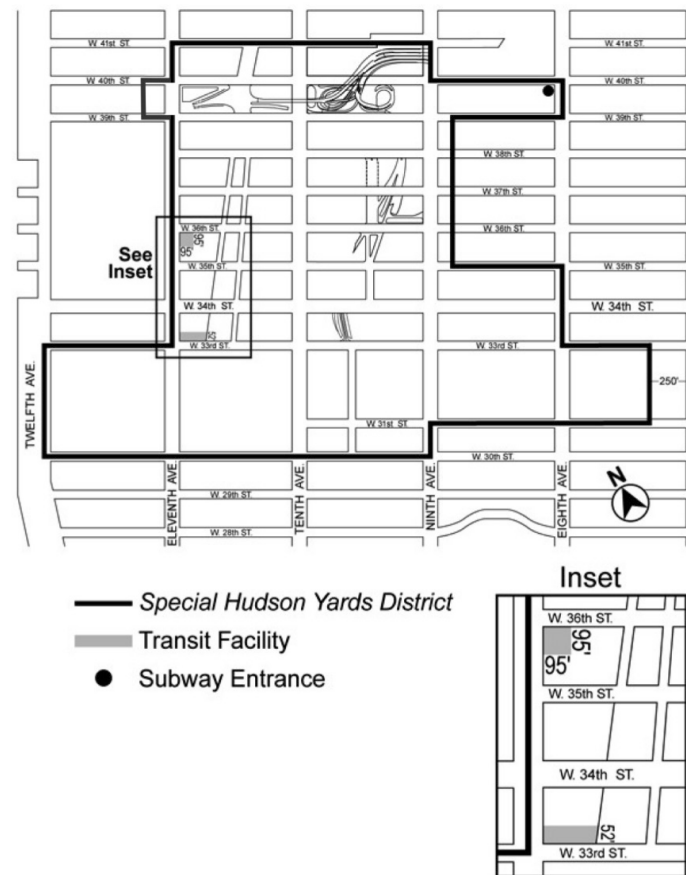 W. 41st ST.
W. 41st ST.
W. 40th ST.
W. 40th ST.
W. 39th ST.
W. 39th ST.
W. 38th ST.
W. 37th ST.
W. 36th ST.
W. 36th ST.
See
Inset
95'
95'
W. 35th ST.
W. 35th ST.
W. 34th ST.
W. 34th ST.
52'
W. 33rd ST.
W. 33rd ST.
TWELFTH AVE.
250'
W. 31st ST.
W. 30th ST.
ELEVENTH AVE.
TENTH AVE.
NINTH AVE.
EIGHTH AVE.
N
W. 29th ST.
W. 28th ST.
Special Hudson Yards District
Transit Facility
Subway Entrance
Inset
W. 36th ST.
95'
95'
W. 35th ST.
W. 34th ST.
52'
W. 33rd ST.